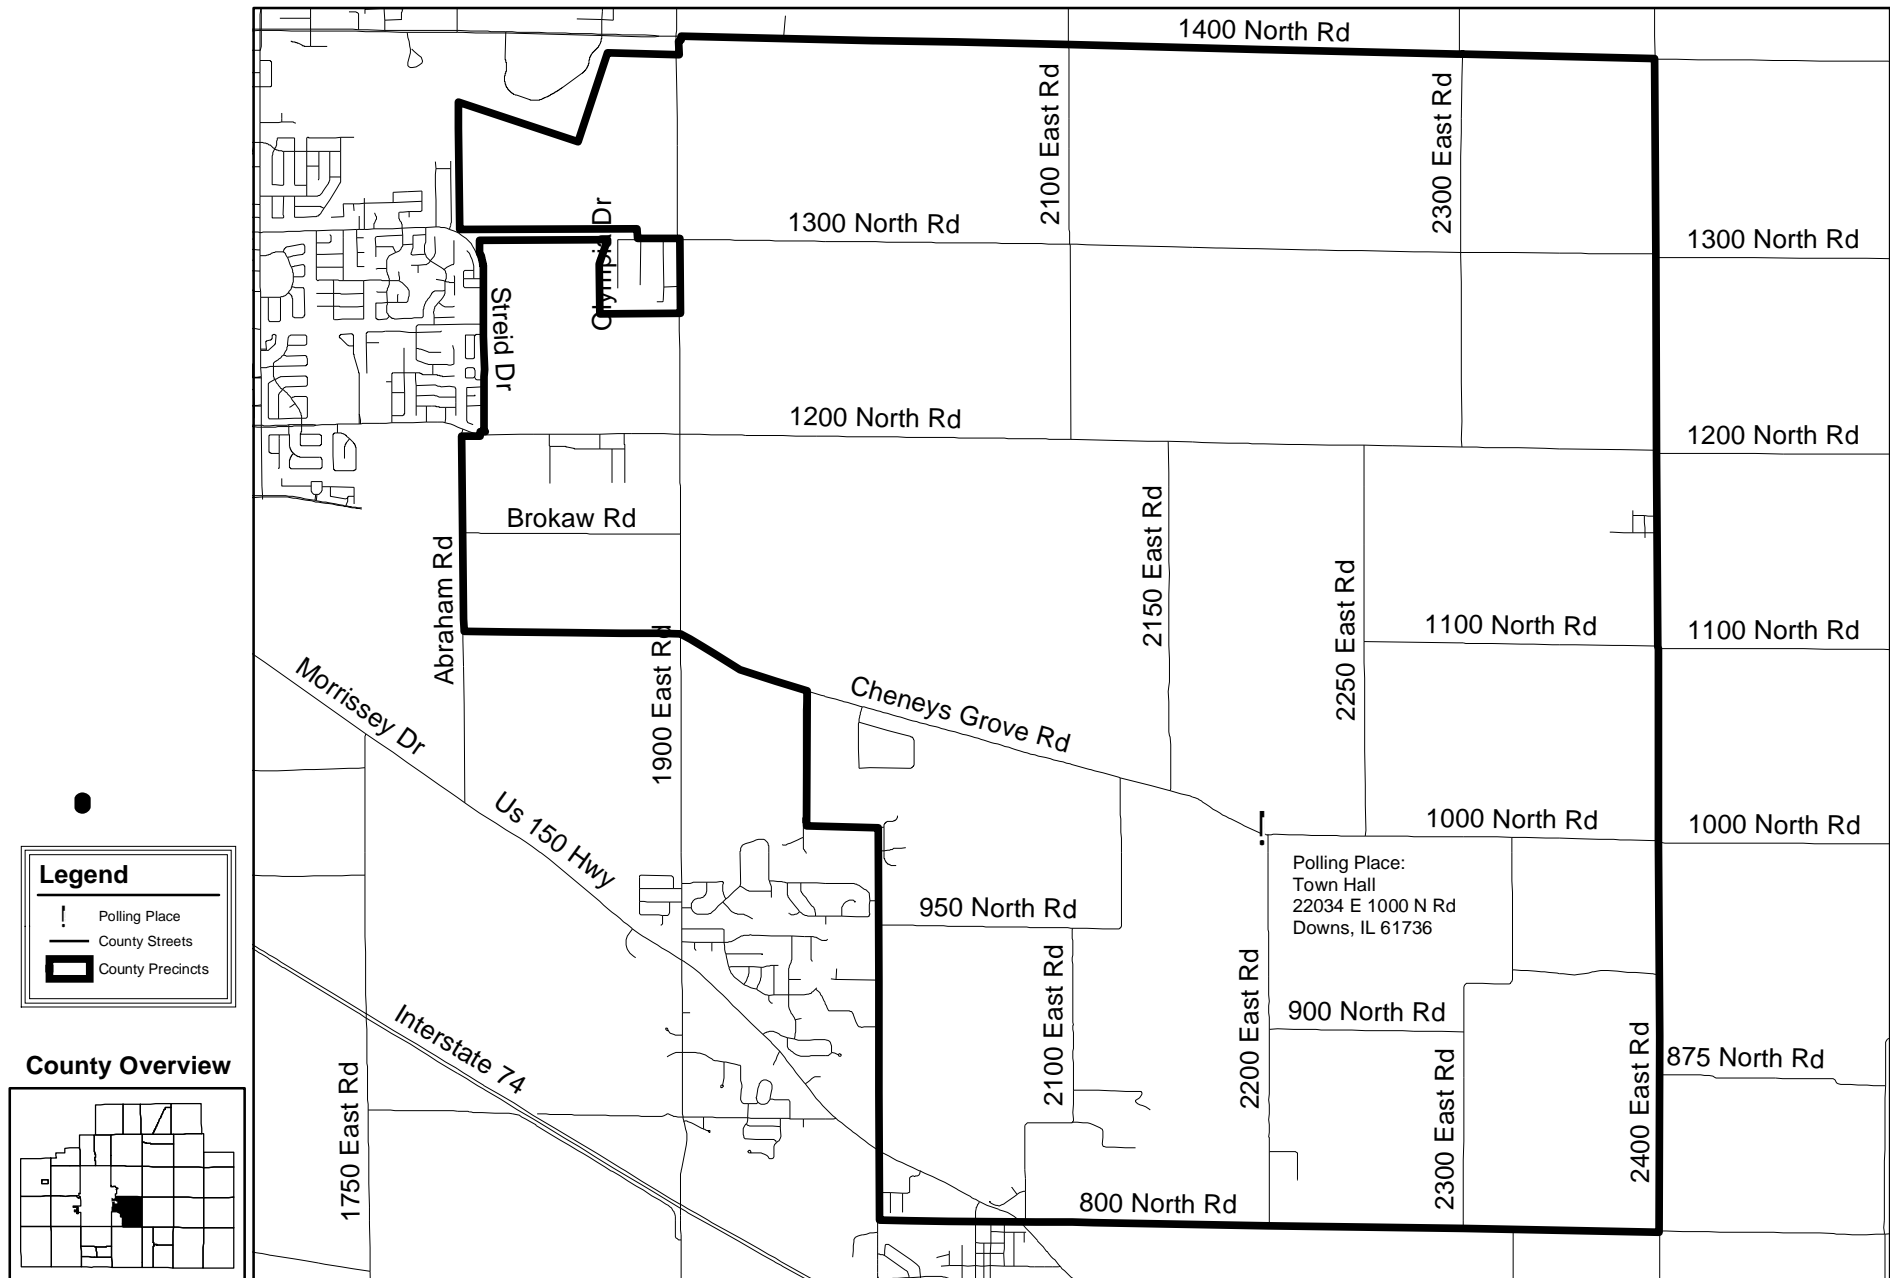 1400 North Rd
2100 East Rd
2300 East Rd
Olympia Dr
1300 North Rd
1300 North Rd
Streid Dr
1200 North Rd
1200 North Rd
Brokaw Rd
Abraham Rd
2150 East Rd
2250 East Rd
1100 North Rd
1100 North Rd
1900 East Rd
Morrissey Dr
Cheneys Grove Rd
Us 150 Hwy
1000 North Rd
1000 North Rd
Polling Place:
Town Hall
22034 E 1000 N Rd
Downs, IL 61736
950 North Rd
2100 East Rd
2200 East Rd
900 North Rd
2300 East Rd
2400 East Rd
875 North Rd
Interstate 74
1750 East Rd
800 North Rd
Legend
! Polling Place
County Streets
County Precincts
County Overview